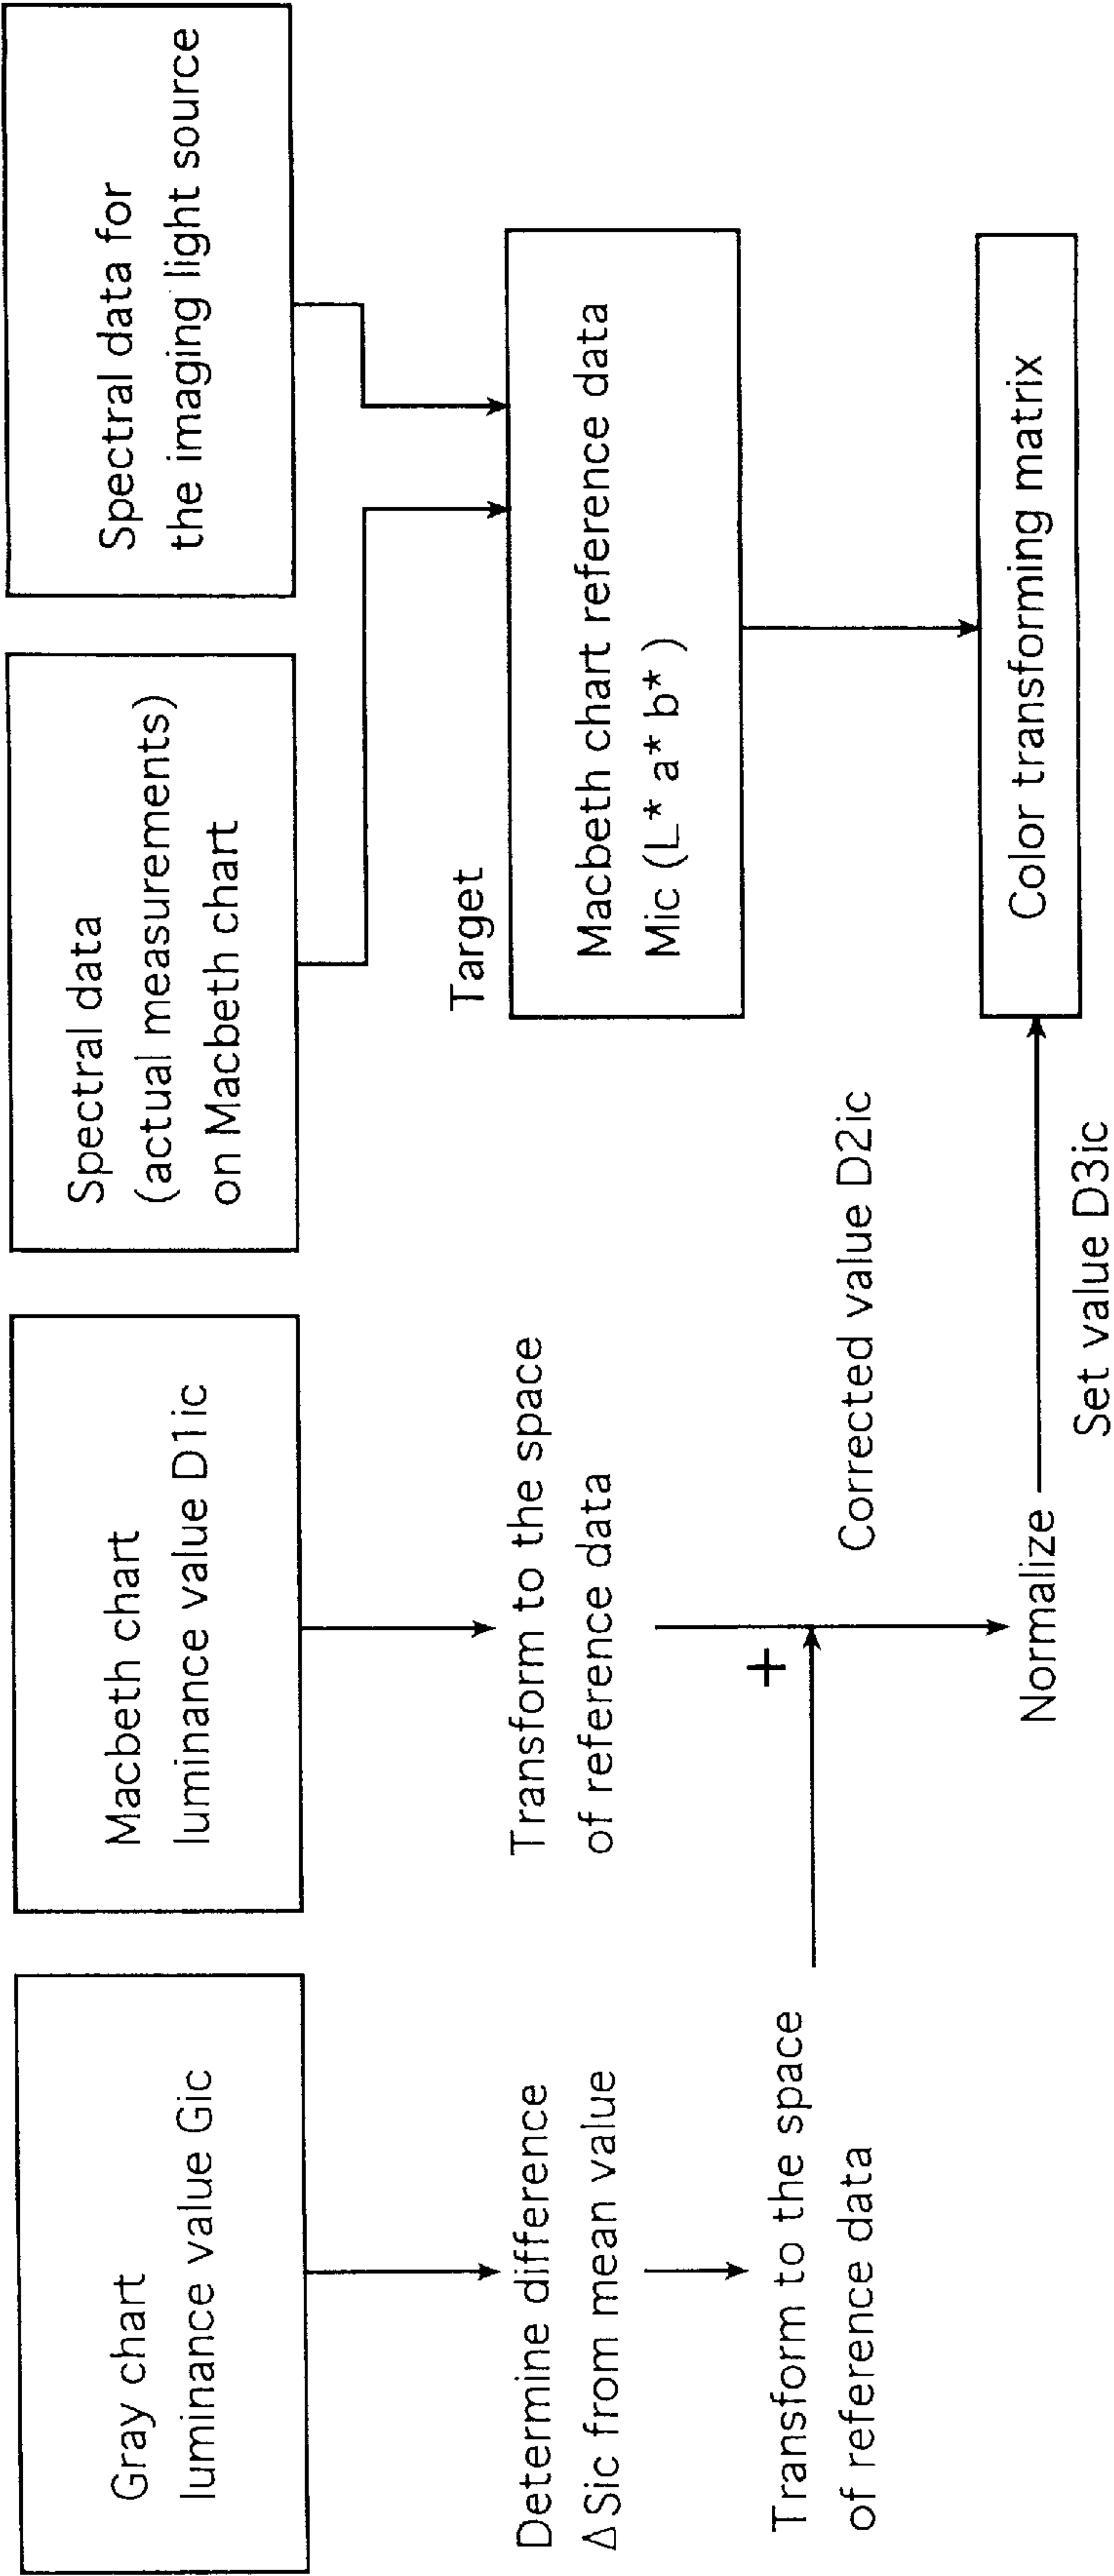 Gray chart
luminance value Gic
Macbeth chart
luminance value D1ic
Spectral data
(actual measurements)
on Macbeth chart
Spectral data for
the imaging light source
Determine difference
ΔSic from mean value
Transform to the space
of reference data
Transform to the space
of reference data
+
Corrected value D2ic
Normalize
Set value D3ic
Target
Macbeth chart reference data
Mic (L* a* b* )
Color transforming matrix